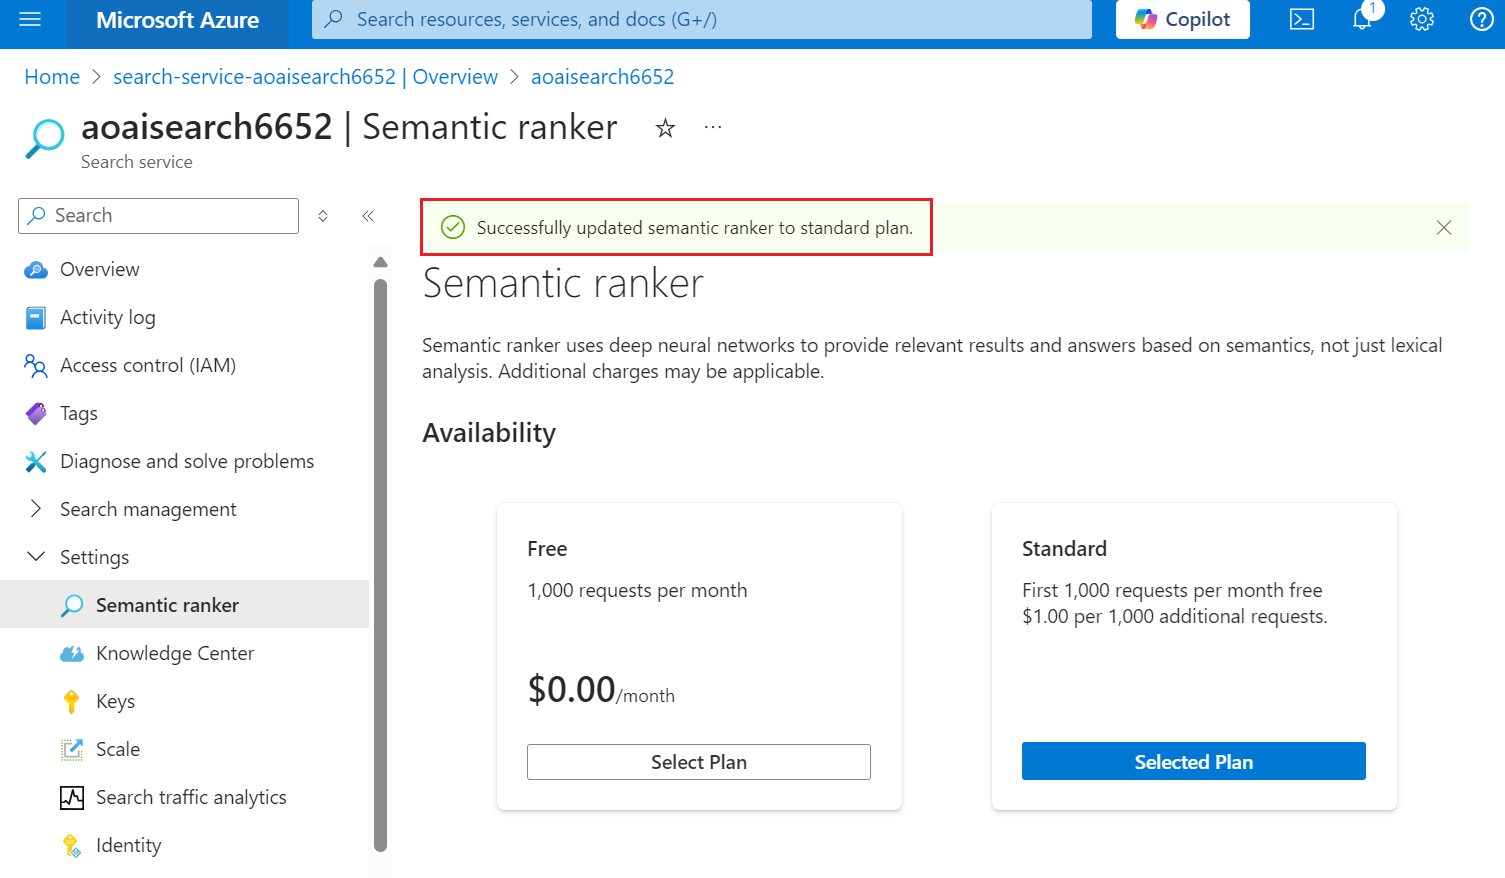 Microsoft Azure
Search resources, services, and docs (G+/)
Copilot
1
Home > search-service-aoaisearch6652 | Overview > aoaisearch6652
aoaisearch6652 | Semantic ranker
Search service
Search
Overview
Activity log
Access control (IAM)
Tags
Diagnose and solve problems
Search management
Settings
Semantic ranker
Knowledge Center
Keys
Scale
Search traffic analytics
Identity
Successfully updated semantic ranker to standard plan.
Semantic ranker
Semantic ranker uses deep neural networks to provide relevant results and answers based on semantics, not just lexical
analysis. Additional charges may be applicable.
Availability
Free
1,000 requests per month
$0.00/month
Select Plan
Standard
First 1,000 requests per month free
$1.00 per 1,000 additional requests.
Selected Plan